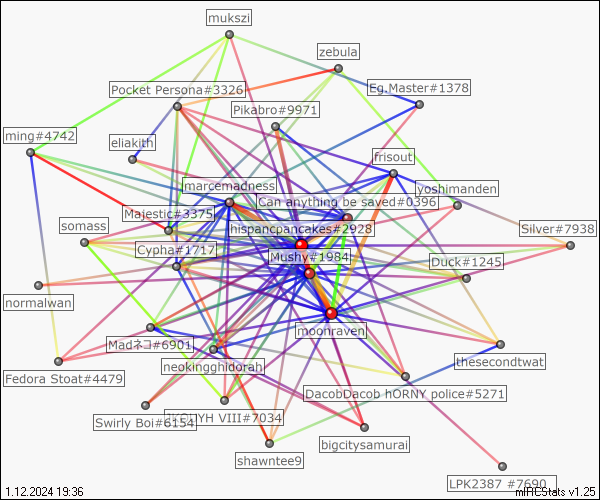 mukszi
zebula
Pocket Persona#3326
Eg.Master#1378
Pikabro#9971
ming#4742
eliakith
frisout
marcemadness
yoshimanden
Can anything be saved#0396
Majestic#3375
somass
hispancpancakes#2928
Silver#7938
Cypha#1717
Mushy#1984
Duck#1245
normalwan
moonraven
Madネコ#6901
thesecondtwat
neokingghidorah
Fedora Stoat#4479
DacobDacob hORNY police#5271
Swirly Boi#6154
VIII#7034
bigcitysamurai
shawntee9
LPK2387 #7690
1.12.2024 19:36
mIRCStats v1.25